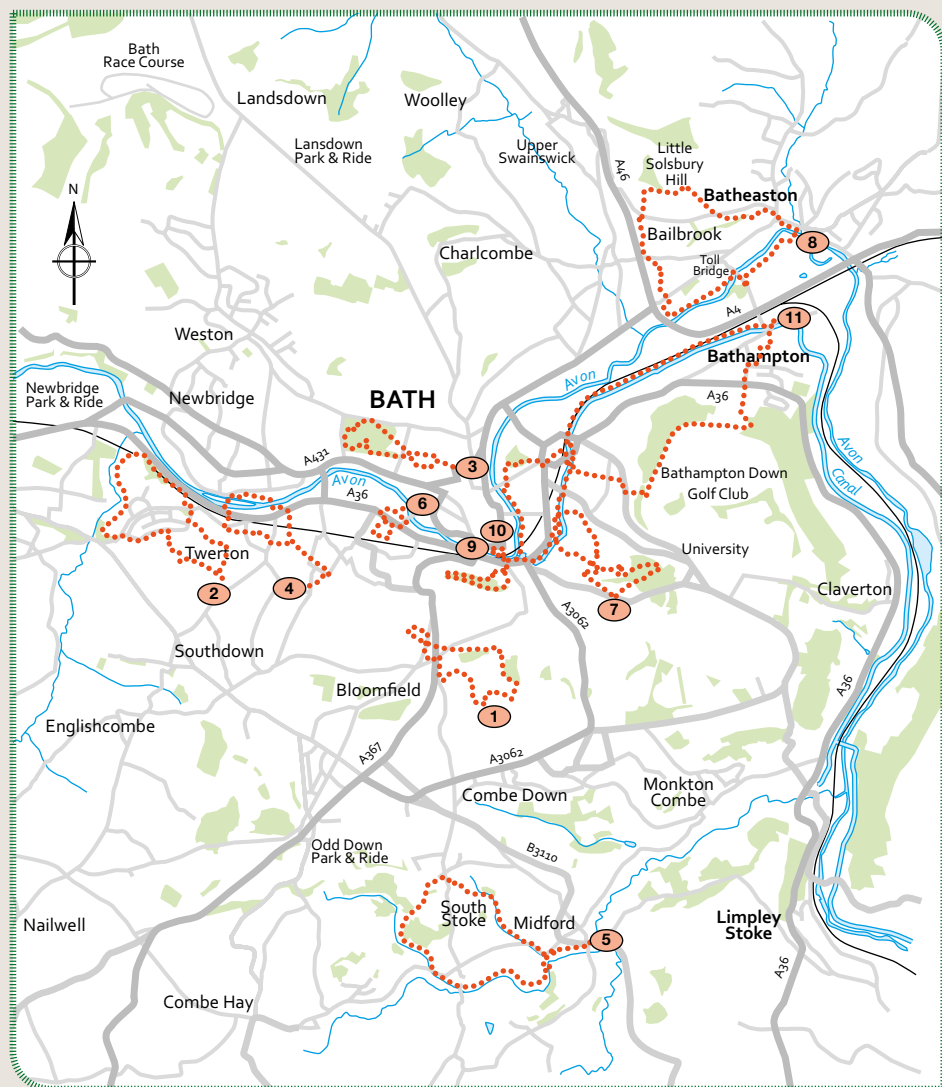 Bath
Race Course
Landsdown
Woolley
Lansdown
Park & Ride
Upper
Swainswick
A46
Little
Solsbury
Hill
Batheaston
N
Bailbrook
8
Charlcombe
Toll
Bridge
A4
11
Weston
Bathampton
Avon
Newbridge
Park & Ride
Newbridge
BATH
A36
A431
3
Avon
A36
Bathampton Down
Golf Club
Avon
Canal
6
10
9
Twerton
University
2
4
7
Claverton
A3062
Southdown
Bloomfield
1
A36
Englishcombe
A367
A3062
Combe Down
Monkton
Combe
Odd Down
Park & Ride
B3110
South
Stoke
Midford
5
Nailwell
Limpley
Stoke
A36
Combe Hay